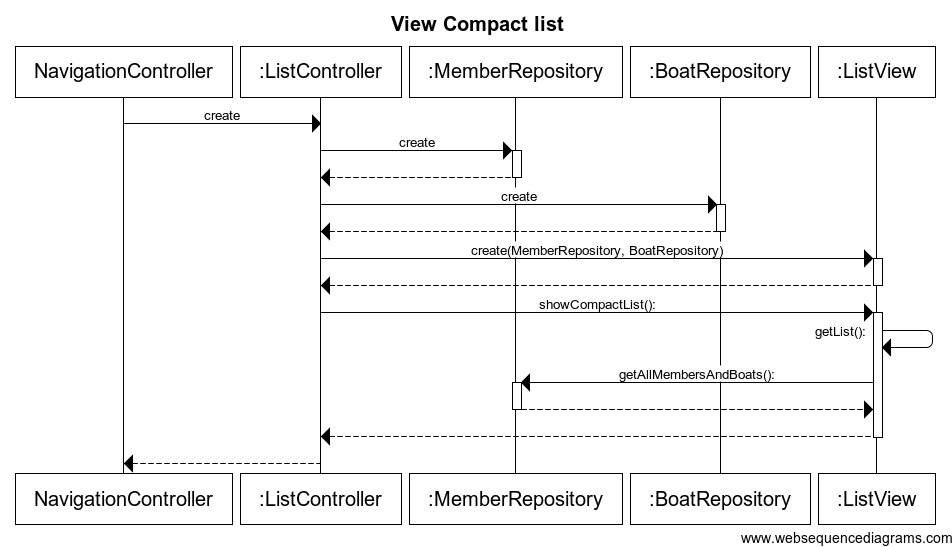 View Compact list
NavigationController
:ListController
:MemberRepository
:BoatRepository
:ListView
create
create
create
create(MemberRepository, BoatRepository)
showCompactList():
getList():
getAllMembersAndBoats():
NavigationController
:ListController
:MemberRepository
:BoatRepository
:ListView
www.websequencediagrams.com